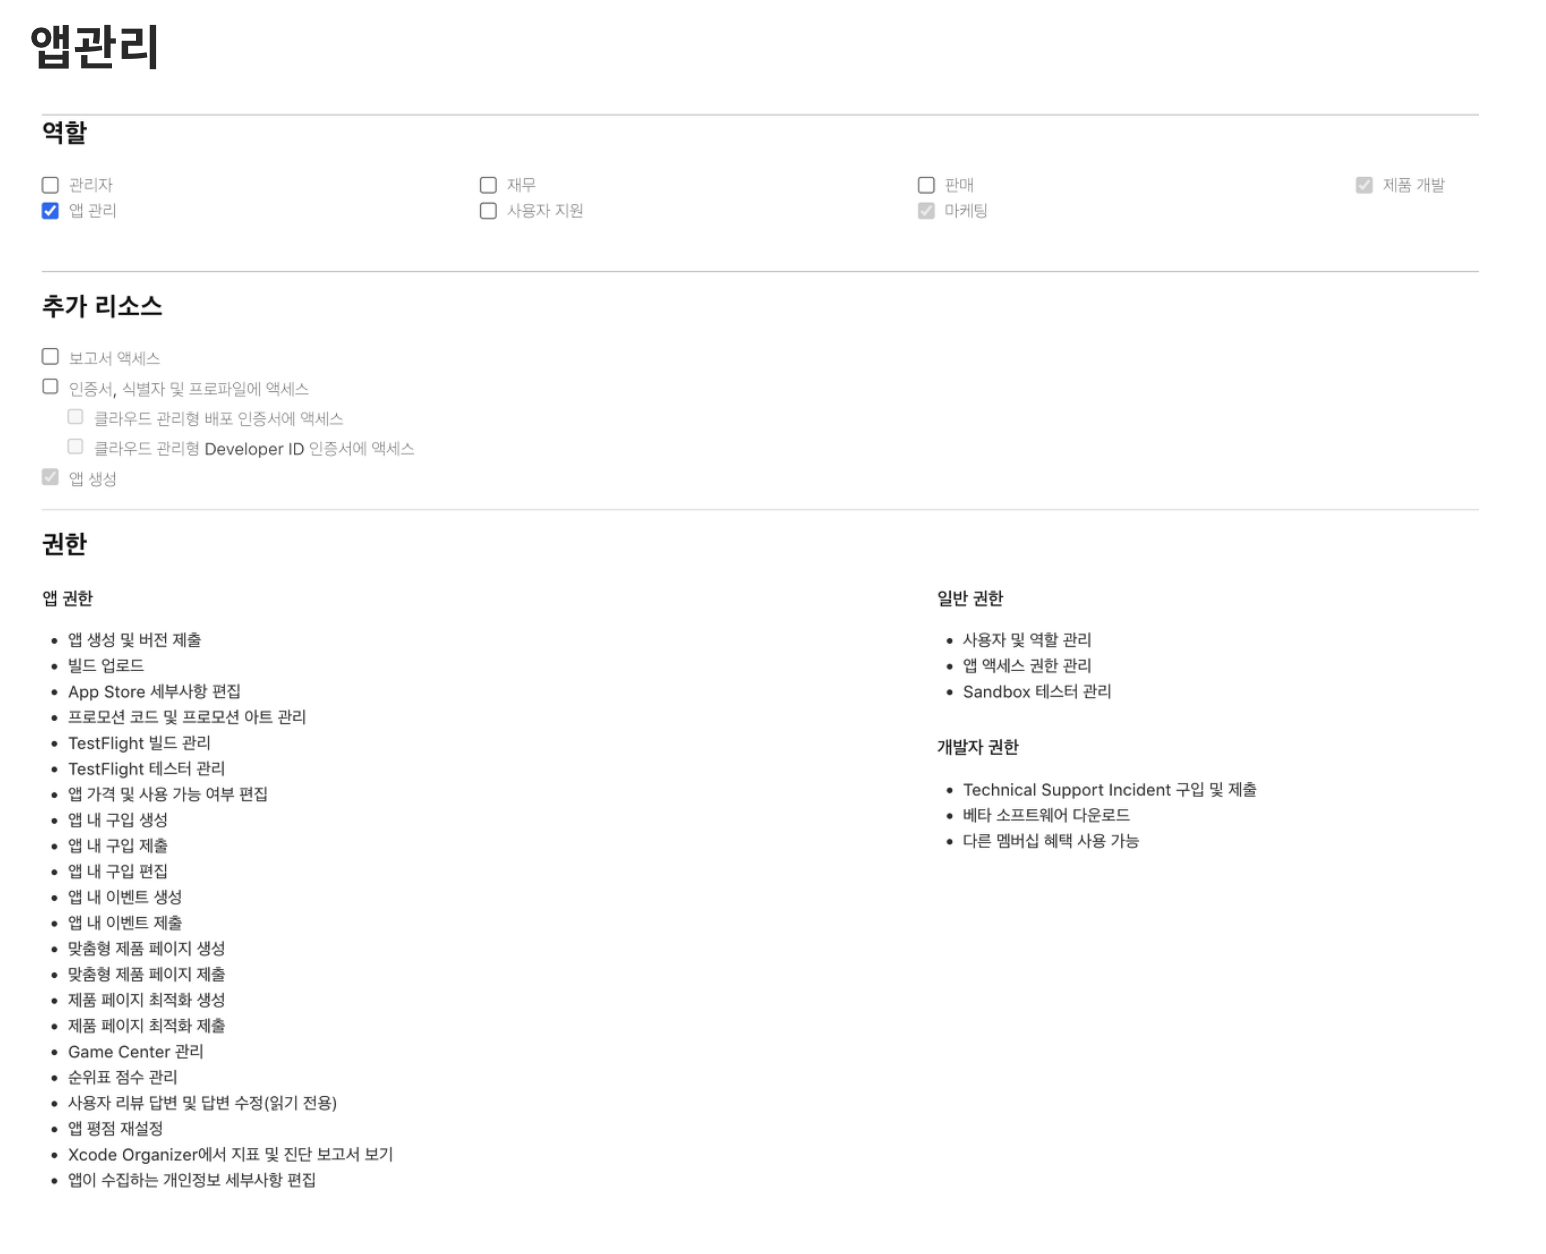 앱관리
역할
관리자
재무
판매
제품 개발
앱 관리
사용자 지원
마케팅
추가 리소스
보고서 액세스
인증서, 식별자 및 프로파일에 액세스
클라우드 관리형 배포 인증서에 액세스
클라우드 관리형 Developer ID 인증서에 액세스
앱 생성
권한
앱 권한
앱 생성 및 버전 제출
빌드 업로드
App Store 세부사항 편집
프로모션 코드 및 프로모션 아트 관리
TestFlight 빌드 관리
TestFlight 테스터 관리
앱 가격 및 사용 가능 여부 편집
앱 내 구입 생성
앱 내 구입 제출
앱 내 구입 편집
앱 내 이벤트 생성
앱 내 이벤트 제출
맞춤형 제품 페이지 생성
맞춤형 제품 페이지 제출
제품 페이지 최적화 생성
제품 페이지 최적화 제출
Game Center 관리
순위표 점수 관리
사용자 리뷰 답변 및 답변 수정(읽기 전용)
앱 평점 재설정
Xcode Organizer에서 지표 및 진단 보고서 보기
앱이 수집하는 개인정보 세부사항 편집
일반 권한
사용자 및 역할 관리
앱 액세스 권한 관리
Sandbox 테스터 관리
개발자 권한
Technical Support Incident 구입 및 제출
베타 소프트웨어 다운로드
다른 멤버십 혜택 사용 가능